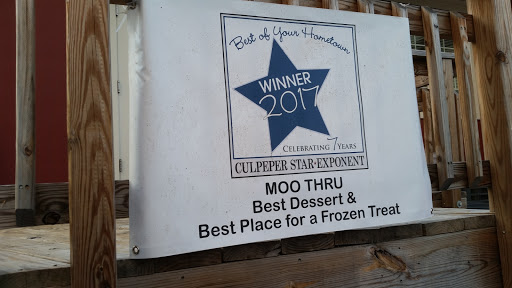 Best of Your Hometown
WINNER
2017
CELEBRATING 7 YEARS
CULPEPER STAR-EXPONENT
MOO THRU
Best Dessert &
Best Place for a Frozen Treat